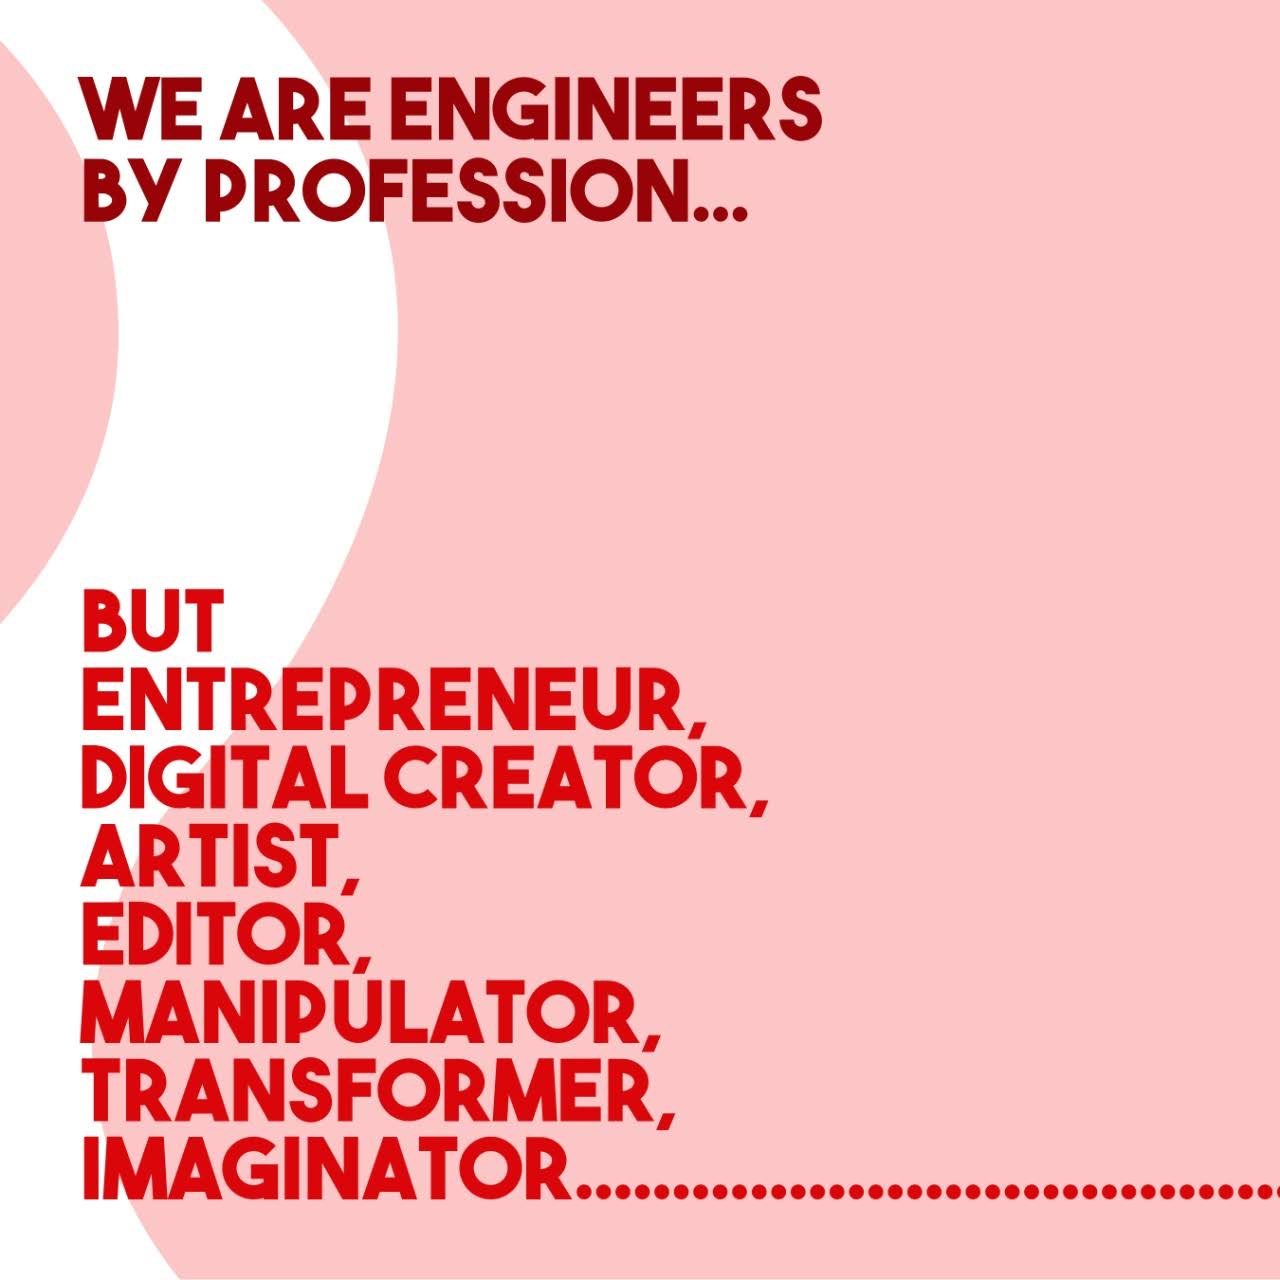 WE ARE ENGINEERS
BY PROFESSION...
BUT
ENTREPRENEUR,
DIGITAL CREATOR,
ARTIST,
EDITOR,
MANIPULATOR,
TRANSFORMER,
IMAGINATOR....................................